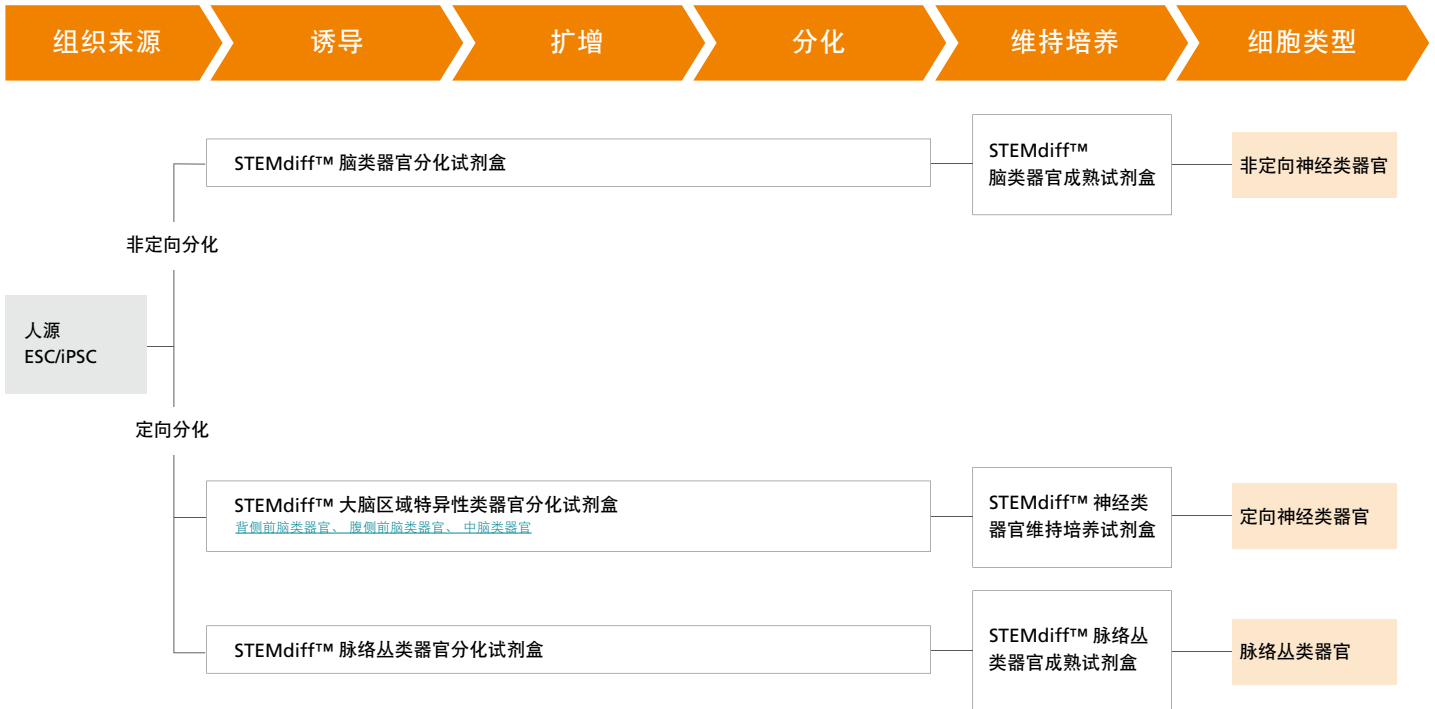 组织来源
诱导
扩增
分化
维持培养
细胞类型
STEMdiff™ 脑类器官分化试剂盒
STEMdiff™
脑类器官成熟试剂盒
非定向神经类器官
非定向分化
人源
ESC/iPSC
定向分化
STEMdiff™ 大脑区域特异性类器官分化试剂盒
背侧前脑类器官、 腹侧前脑类器官、 中脑类器官
STEMdiff™ 神经类
器官维持培养试剂盒
定向神经类器官
STEMdiff™ 脉络丛类器官分化试剂盒
STEMdiff™ 脉络丛
类器官成熟试剂盒
脉络丛类器官